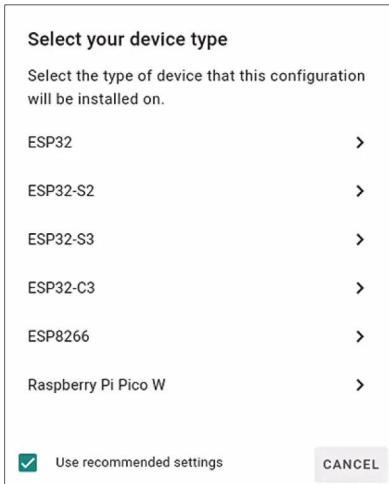 Select your device type
Select the type of device that this configuration
will be installed on.
ESP32
ESP32-S2
ESP32-S3
ESP32-C3
ESP8266
Raspberry Pi Pico W
Use recommended settings
CANCEL